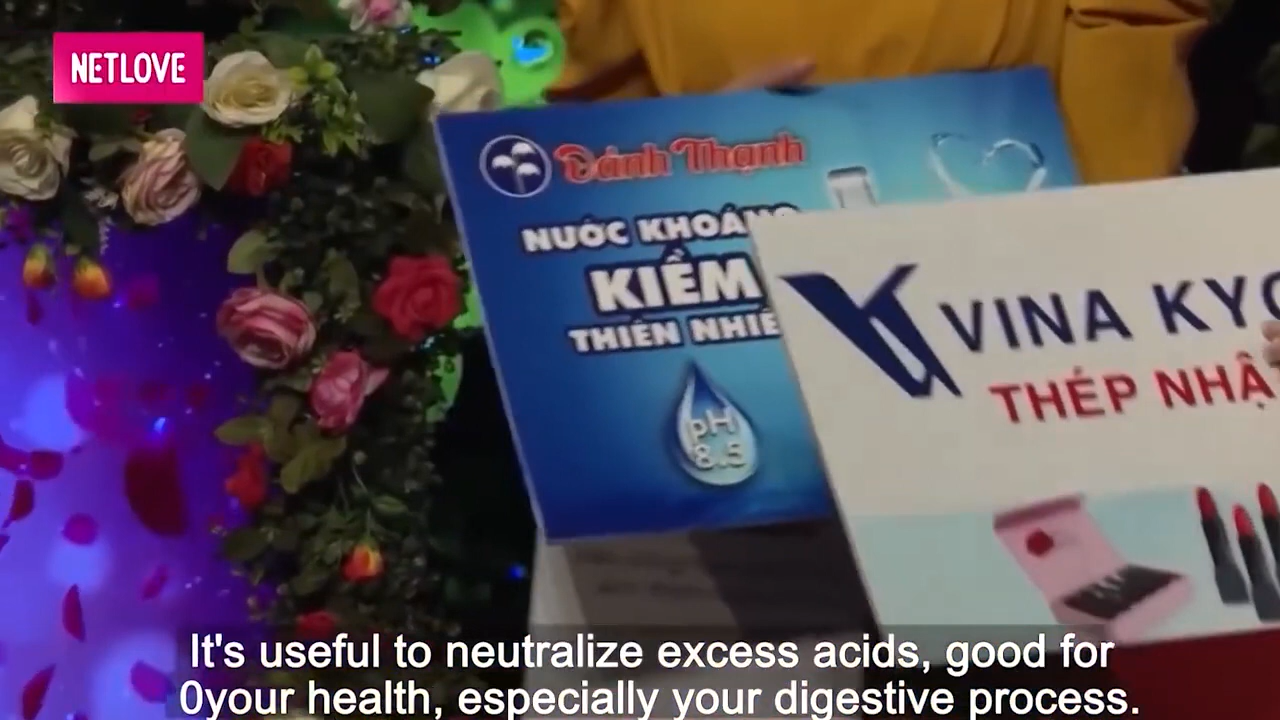 NETLOVE
Đảnh Thạnh
NƯỚC KHOÁNG
KIỀM
THIÊN NHIÊ
pH
8.5
VINA KYO
THÉP NHẬ
It's useful to neutralize excess acids, good for
0your health, especially your digestive process.